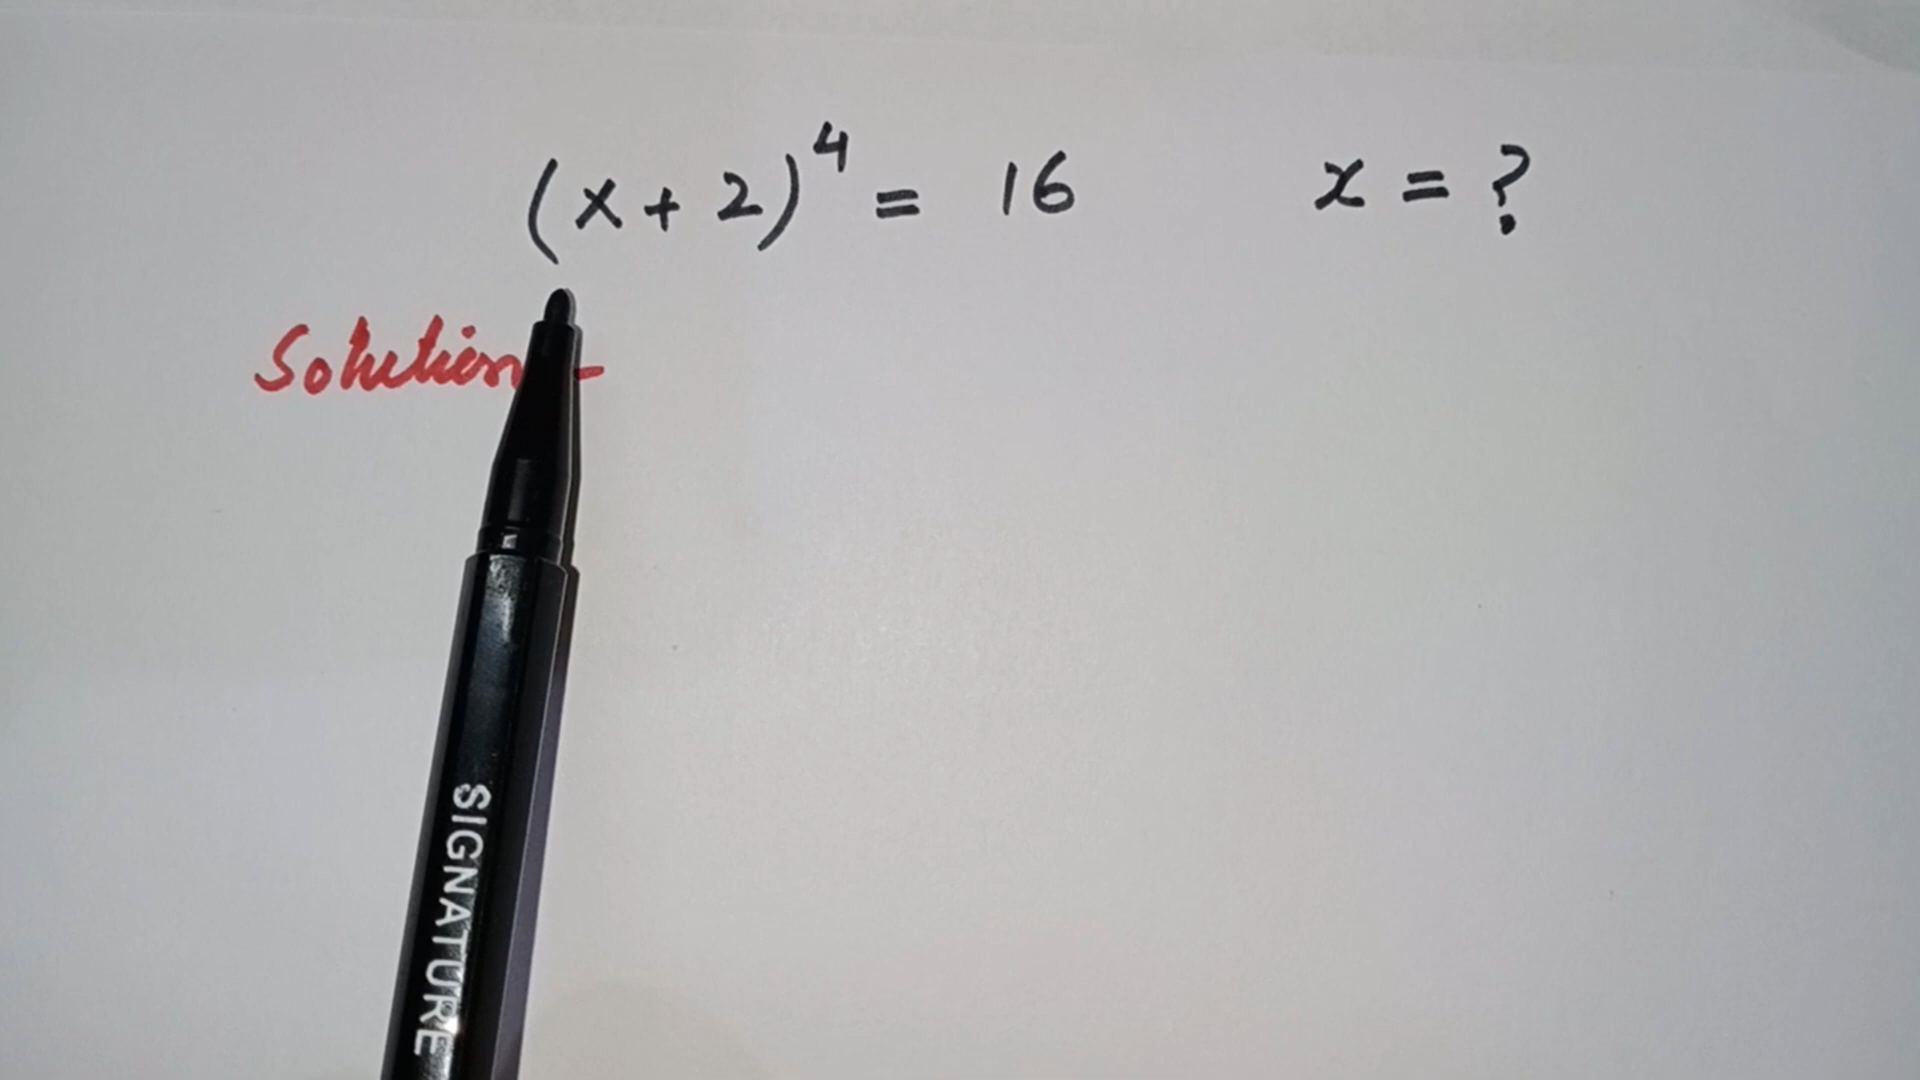 (x+2)⁴ = 16 x = ?
Solution -
SIGNATURE